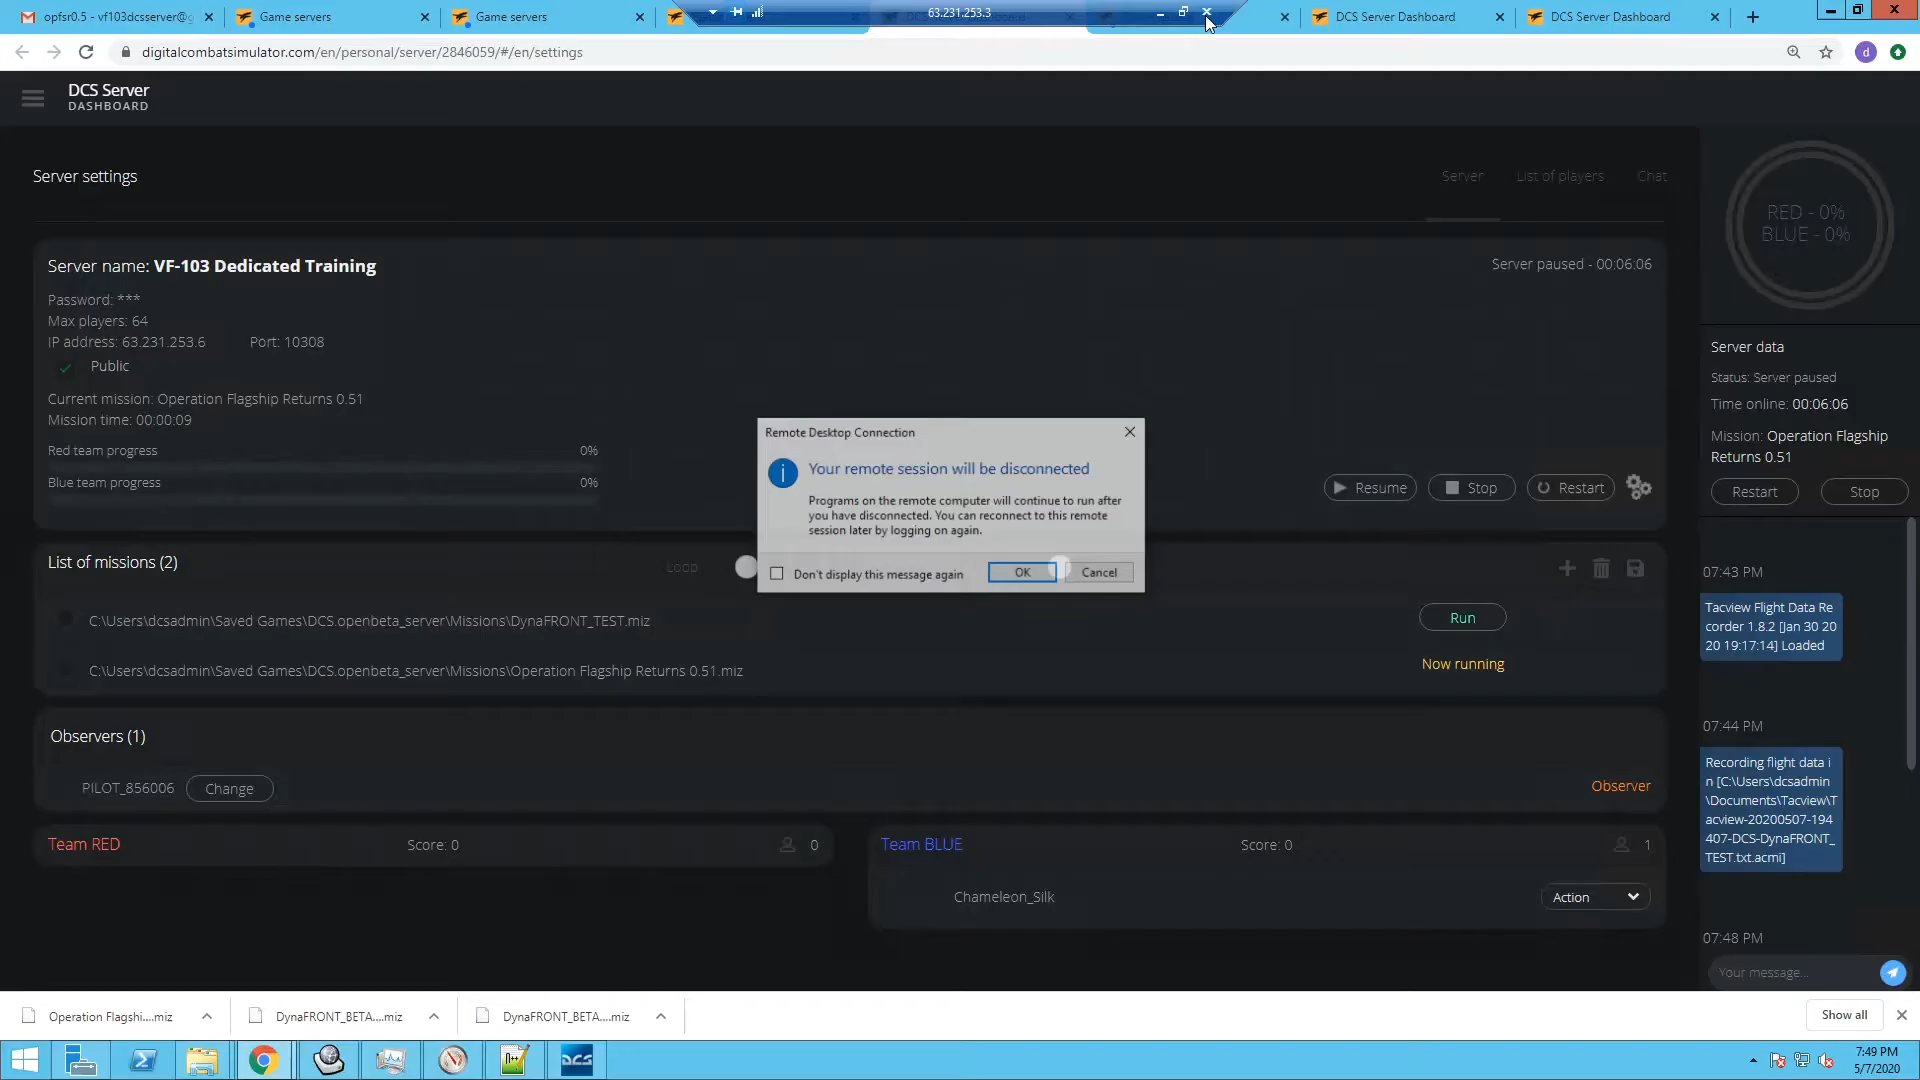 opfsr0.5 - vf103dcsserver@g
Game servers
Game servers
63.231.253.3
DCS Server Dashboard
DCS Server Dashboard
digitalcombatsimulator.com/en/personal/server/2846059/#/en/settings
d
DCS Server
DASHBOARD
Server settings
Server
List of players
Chat
RED - 0%
BLUE - 0%
Server name: VF-103 Dedicated Training
Server paused - 00:06:06
Password: ***
Max players: 64
IP address: 63.231.253.6
Port: 10308
Public
Current mission: Operation Flagship Returns 0.51
Mission time: 00:00:09
Red team progress
0%
Blue team progress
0%
Resume
Stop
Restart
Server data
Status: Server paused
Time online: 00:06:06
Mission: Operation Flagship
Returns 0.51
Restart
Stop
Remote Desktop Connection
Your remote session will be disconnected
Programs on the remote computer will continue to run after
you have disconnected. You can reconnect to this remote
session later by logging on again.
Don't display this message again
OK
Cancel
List of missions (2)
Loop
C:\Users\dcsadmin\Saved Games\DCS.openbeta_server\Missions\DynaFRONT_TEST.miz
Run
C:\Users\dcsadmin\Saved Games\DCS.openbeta_server\Missions\Operation Flagship Returns 0.51.miz
Now running
Observers (1)
PILOT_856006
Change
Observer
Team RED
Score: 0
0
Team BLUE
Score: 0
1
Chameleon_Silk
Action
07:43 PM
Tacview Flight Data Re
corder 1.8.2 [Jan 30 20
20 19:17:14] Loaded
07:44 PM
Recording flight data i
n [C:\Users\dcsadmin
\Documents\Tacview\T
acview-20200507-194
407-DCS-DynaFRONT_
TEST.txt.acmi]
07:48 PM
Your message...
Operation Flagshi....miz
DynaFRONT_BETA....miz
DynaFRONT_BETA....miz
Show all
DCS
7:49 PM
5/7/2020